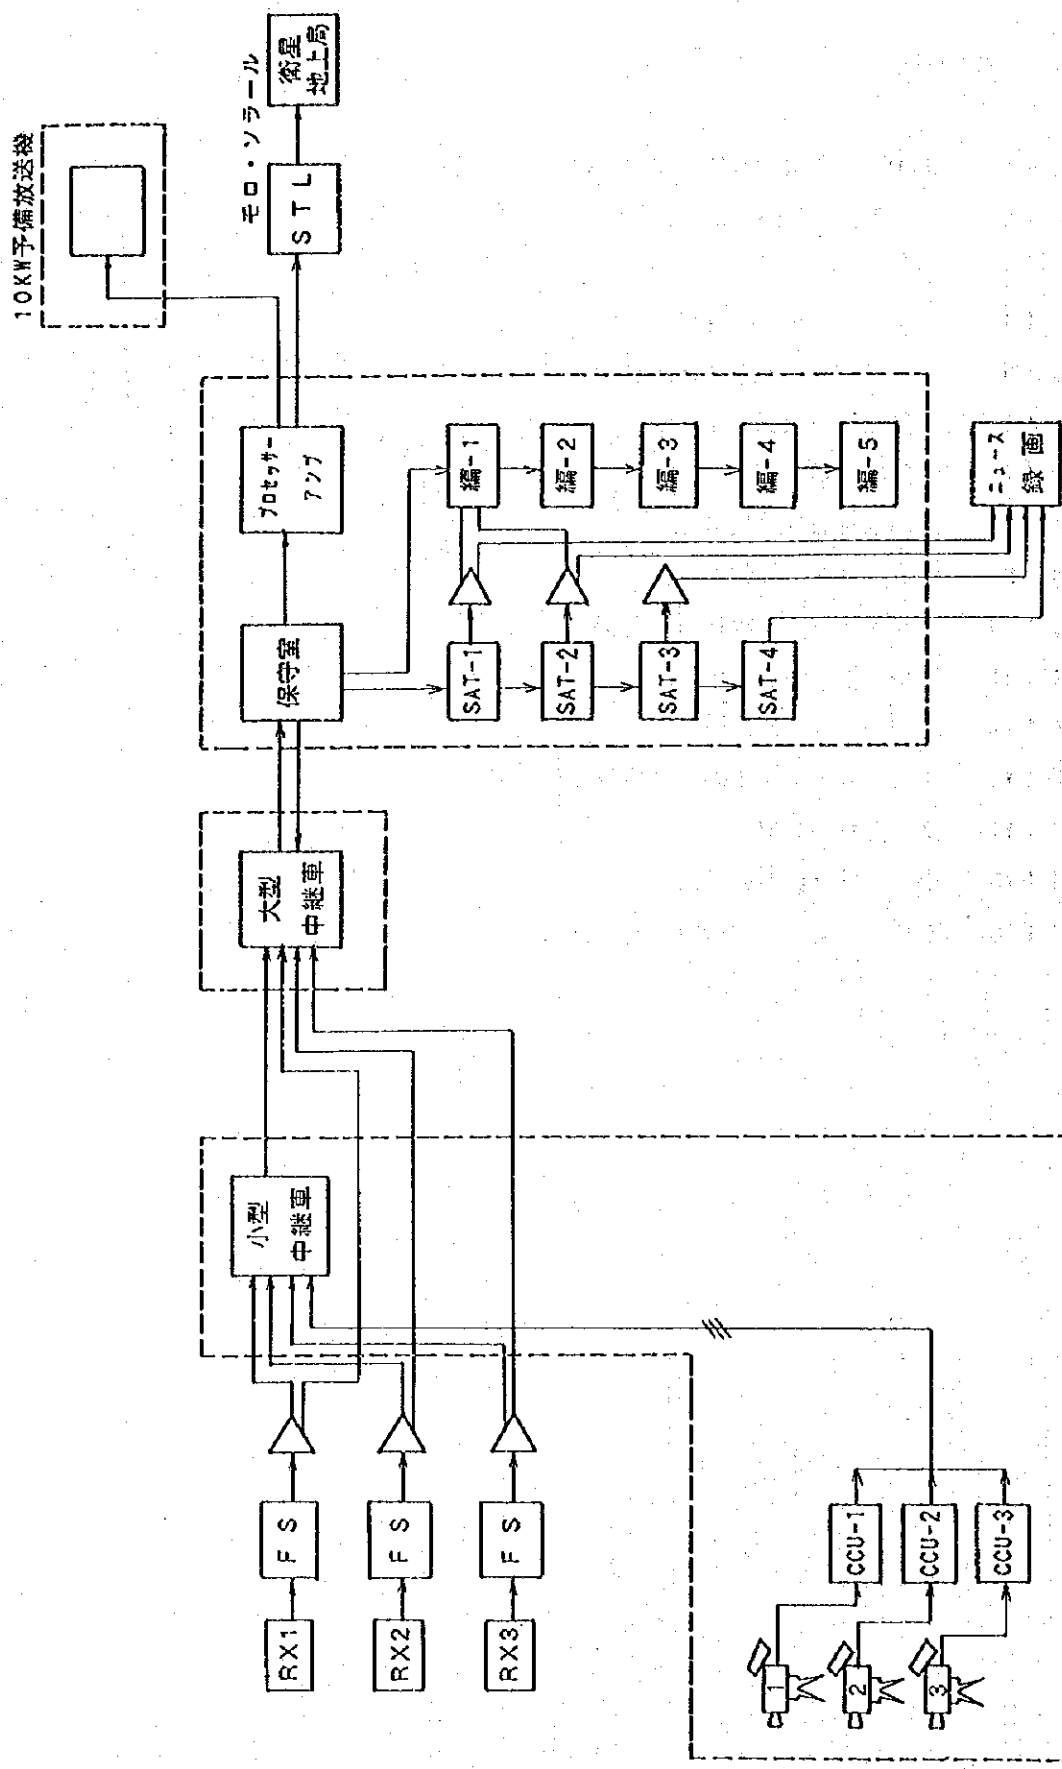 10KW予備放送機
モロ・ソラール
衛星
地上局
STL
プロセッサー
アンプ
保守室
編-1
編-2
編-3
編-4
編-5
SAT-1
SAT-2
SAT-3
SAT-4
ニュース
録画
大型
中継車
小型
中継車
FS
FS
FS
RX1
RX2
RX3
CCU-1
CCU-2
CCU-3
1
2
3